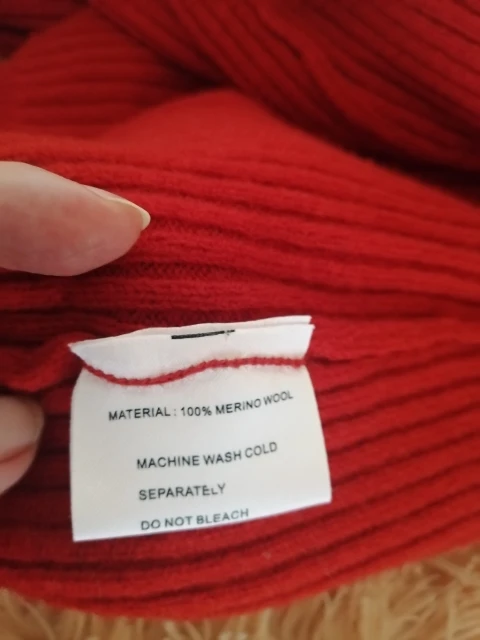 MATERIAL : 100% MERINO WOOL
MACHINE WASH COLD
SEPARATELY
DO NOT BLEACH